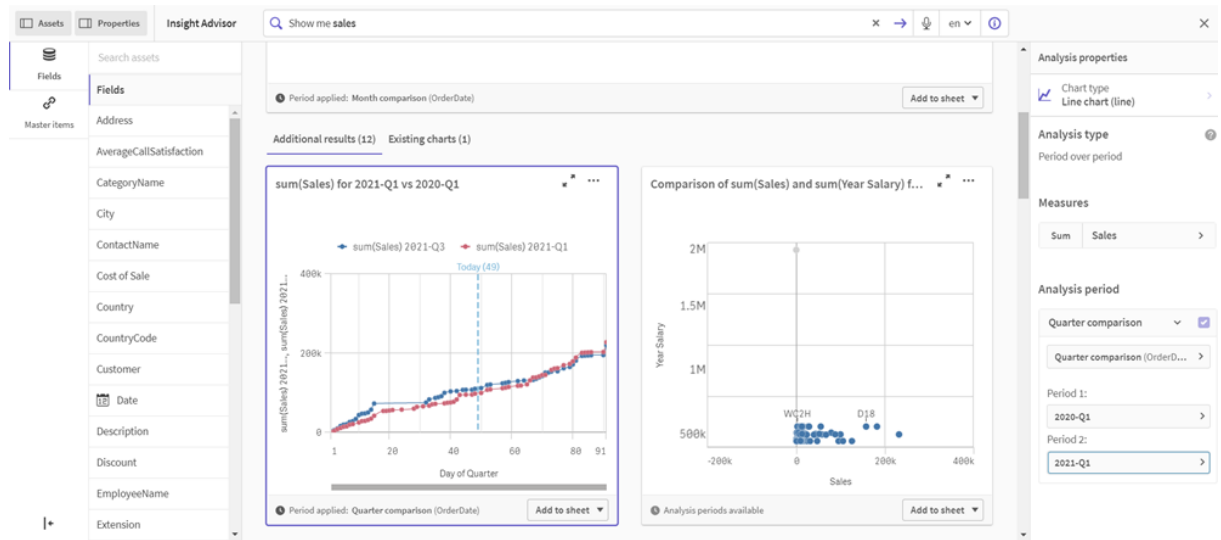 Assets
Properties
Insight Advisor
Show me sales
en
Fields
Master items
Search assets
Fields
Address
AverageCallSatisfaction
CategoryName
City
ContactName
Cost of Sale
Country
CountryCode
Customer
Date
Description
Discount
EmployeeName
Extension
Period applied: Month comparison (OrderDate)
Add to sheet
Additional results (12)
Existing charts (1)
sum(Sales) for 2021-Q1 vs 2020-Q1
sum(Sales) 2021-Q3
sum(Sales) 2021-Q1
Today (49)
sum(Sales) 2021..., sum(Sales) 2021...
400k
200k
0
1 20 40 60 80 91
Day of Quarter
Period applied: Quarter comparison (OrderDate)
Add to sheet
Comparison of sum(Sales) and sum(Year Salary) f...
Year Salary
2M
1.5M
1M
500k
WC2H
D18
-200k 0 200k 400k
Sales
Analysis periods available
Add to sheet
Analysis properties
Chart type
Line chart (line)
Analysis type
Period over period
Measures
Sum
Sales
Analysis period
Quarter comparison
Quarter comparison (OrderD...
Period 1:
2020-Q1
Period 2:
2021-Q1